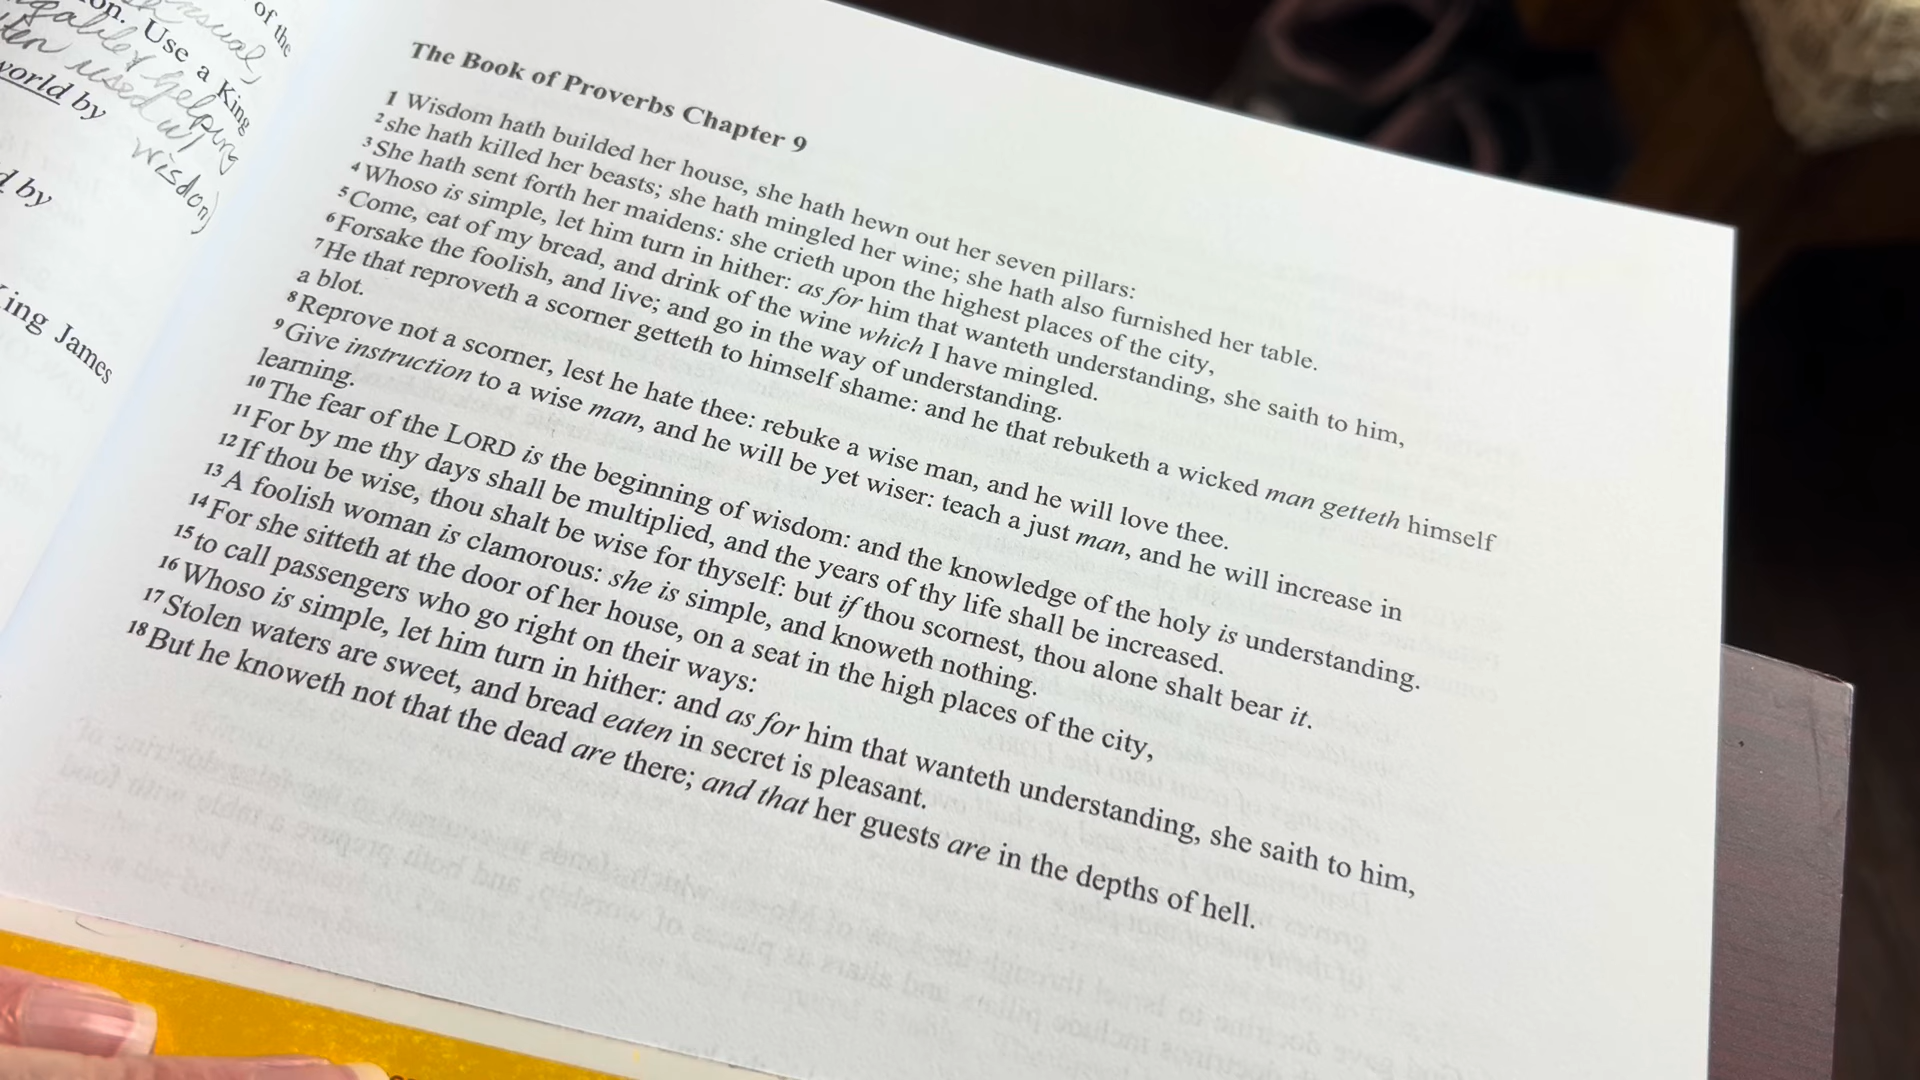 of the
on. Use a King
world by
wisdom)
d by
King James
The Book of Proverbs Chapter 9
1 Wisdom hath builded her house, she hath hewn out her seven pillars:
2 she hath killed her beasts; she hath mingled her wine; she hath also furnished her table.
3 She hath sent forth her maidens: she crieth upon the highest places of the city,
4 Whoso is simple, let him turn in hither: as for him that wanteth understanding, she saith to him,
5 Come, eat of my bread, and drink of the wine which I have mingled.
6 Forsake the foolish, and live; and go in the way of understanding.
7 He that reproveth a scorner getteth to himself shame: and he that rebuketh a wicked man getteth himself
a blot.
8 Reprove not a scorner, lest he hate thee: rebuke a wise man, and he will love thee.
9 Give instruction to a wise man, and he will be yet wiser: teach a just man, and he will increase in
learning.
10 The fear of the LORD is the beginning of wisdom: and the knowledge of the holy is understanding.
11 For by me thy days shall be multiplied, and the years of thy life shall be increased.
12 If thou be wise, thou shalt be wise for thyself: but if thou scornest, thou alone shalt bear it.
13 A foolish woman is clamorous: she is simple, and knoweth nothing.
14 For she sitteth at the door of her house, on a seat in the high places of the city,
15 to call passengers who go right on their ways:
16 Whoso is simple, let him turn in hither: and as for him that wanteth understanding, she saith to him,
17 Stolen waters are sweet, and bread eaten in secret is pleasant.
18 But he knoweth not that the dead are there; and that her guests are in the depths of hell.